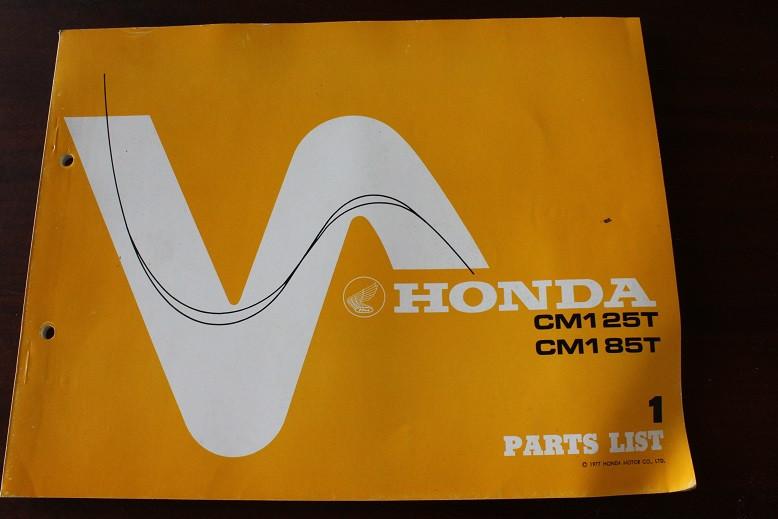 HONDA
CM125T
CM185T
1
PARTS LIST
© 1977 HONDA MOTOR CO., LTD.